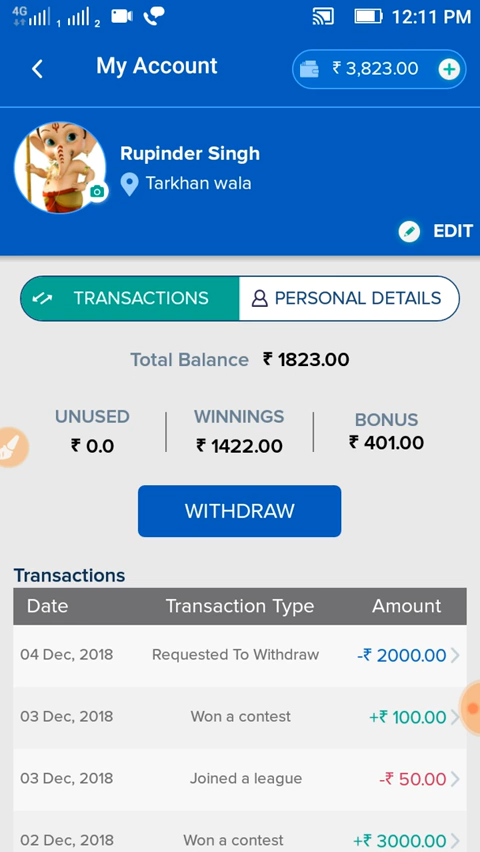 4G 1 2 12:11 PM
My Account ₹ 3,823.00
Rupinder Singh
Tarkhan wala
EDIT
TRANSACTIONS PERSONAL DETAILS
Total Balance ₹ 1823.00
UNUSED WINNINGS BONUS
₹ 0.0 ₹ 1422.00 ₹ 401.00
WITHDRAW
Transactions
Date Transaction Type Amount
04 Dec, 2018 Requested To Withdraw -₹ 2000.00
03 Dec, 2018 Won a contest +₹ 100.00
03 Dec, 2018 Joined a league -₹ 50.00
02 Dec, 2018 Won a contest +₹ 3000.00